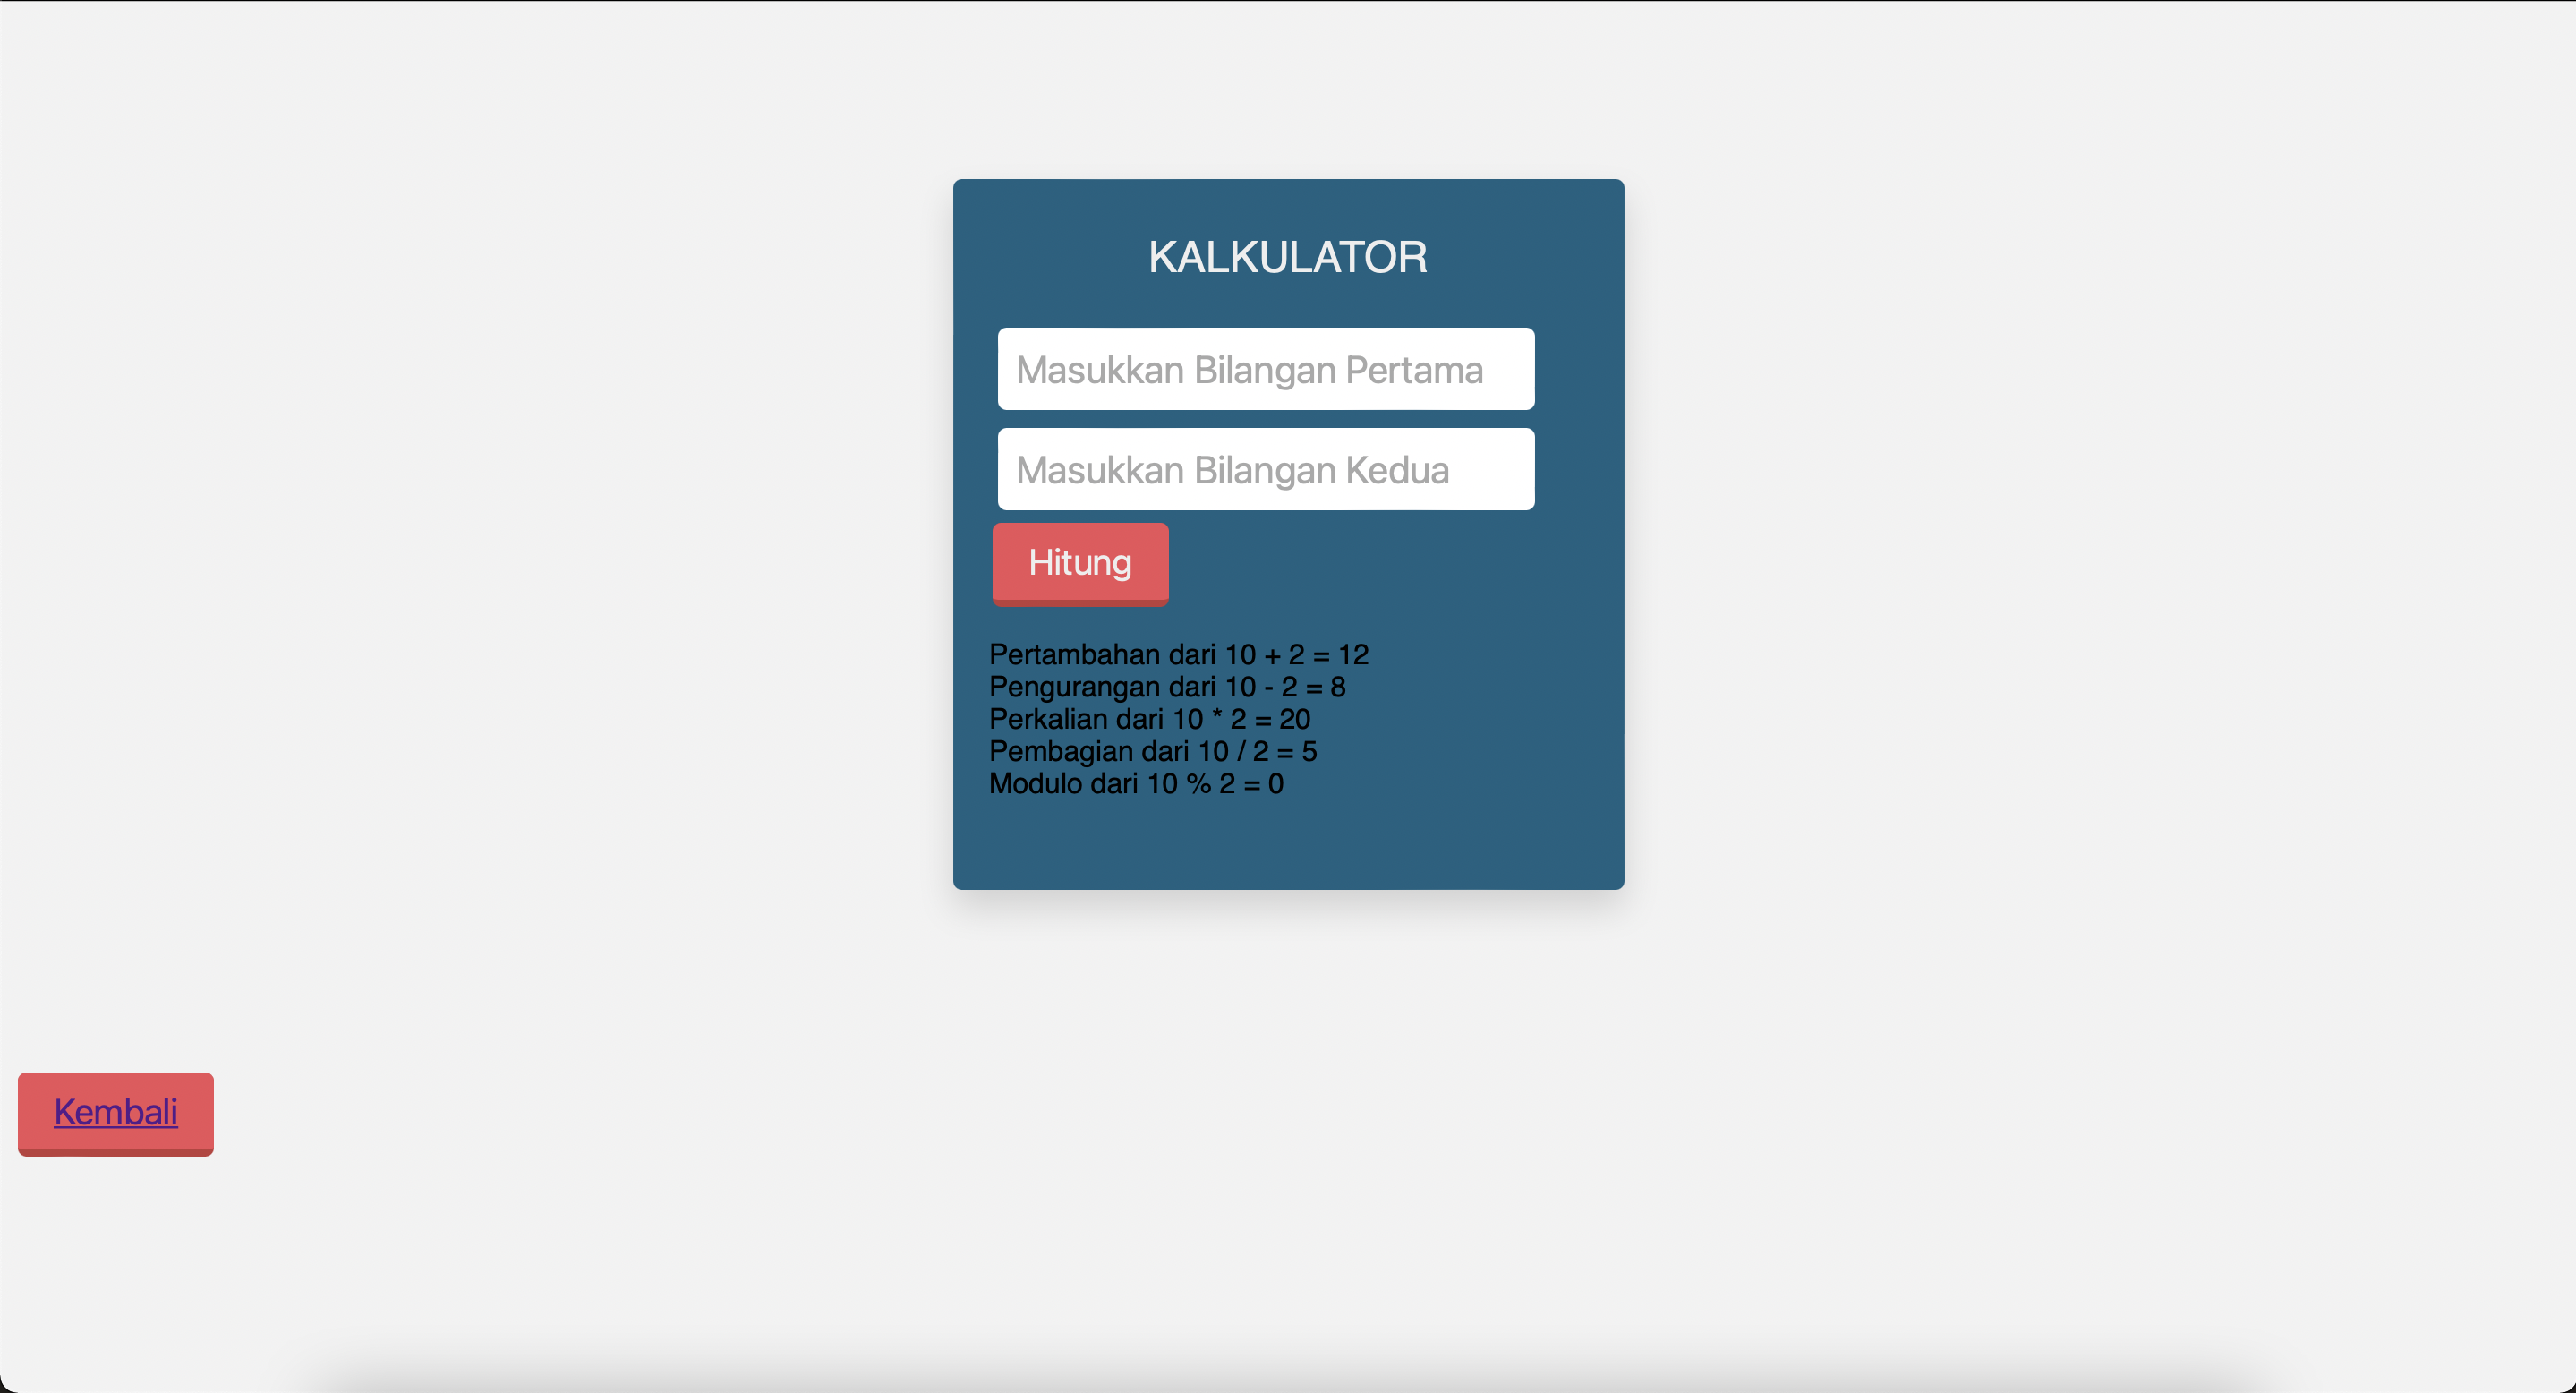 KALKULATOR
Masukkan Bilangan Pertama
Masukkan Bilangan Kedua
Hitung
Pertambahan dari 10 + 2 = 12
Pengurangan dari 10 - 2 = 8
Perkalian dari 10 * 2 = 20
Pembagian dari 10 / 2 = 5
Modulo dari 10 % 2 = 0
Kembali